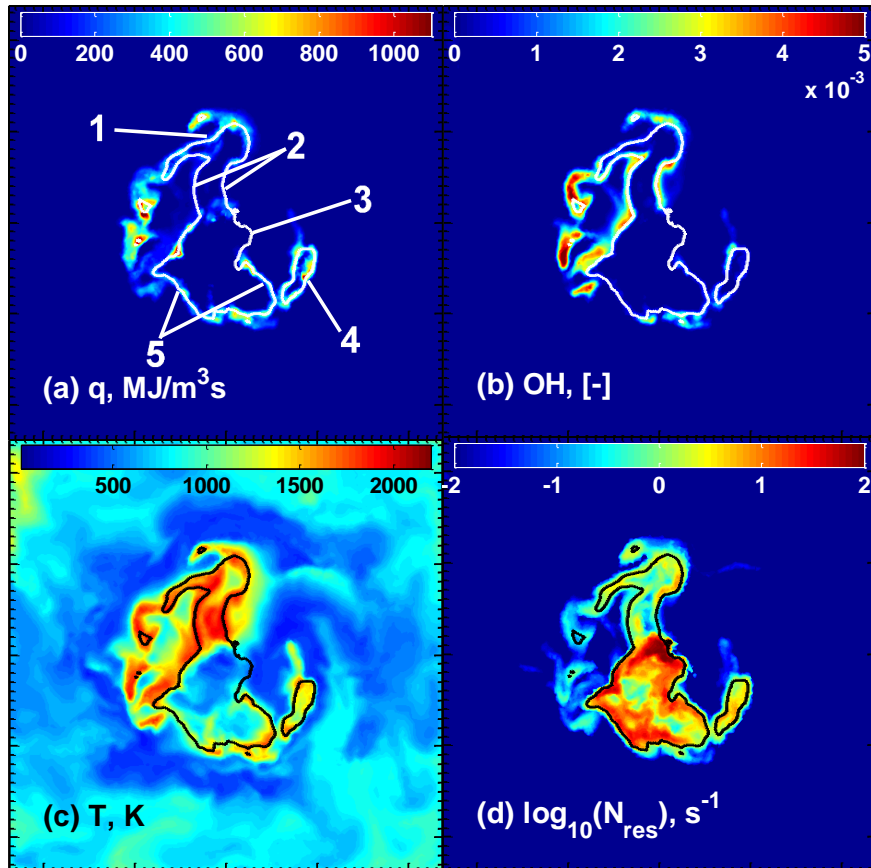 0 200 400 600 800 1000
1
2
3
4
5
(a) q, MJ/m³s
0 1 2 3 4 5
x 10⁻³
(b) OH, [-]
500 1000 1500 2000
(c) T, K
-2 -1 0 1 2
(d) log₁₀(Nᵣₑₛ), s⁻¹